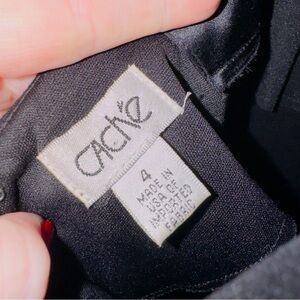 CACHÉ
4
MADE IN
USA OF
IMPORTED
FABRIC